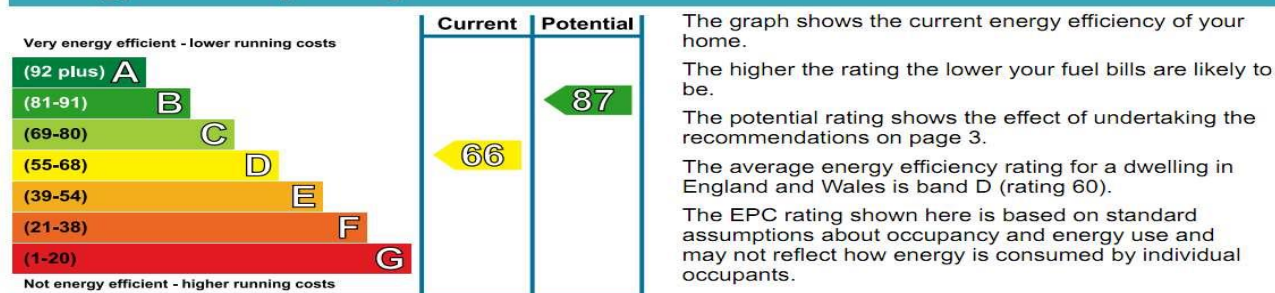 Current Potential
Very energy efficient - lower running costs
(92 plus) A
(81-91) B
87
(69-80) C
(55-68) D
66
(39-54) E
(21-38) F
(1-20) G
Not energy efficient - higher running costs
The graph shows the current energy efficiency of your
home.
The higher the rating the lower your fuel bills are likely to
be.
The potential rating shows the effect of undertaking the
recommendations on page 3.
The average energy efficiency rating for a dwelling in
England and Wales is band D (rating 60).
The EPC rating shown here is based on standard
assumptions about occupancy and energy use and
may not reflect how energy is consumed by individual
occupants.